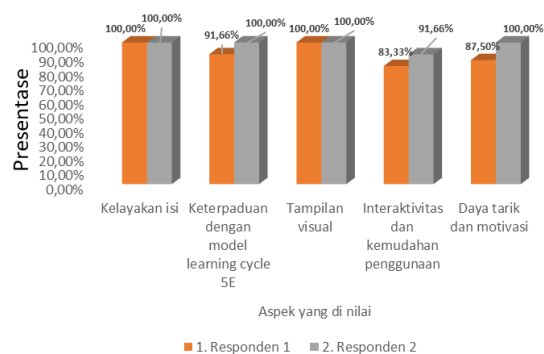 100,00% 100,00% 91,66% 100,00% 100,00% 100,00% 83,33% 91,66% 87,50% 100,00%
Presentase
100,00%
90,00%
80,00%
70,00%
60,00%
50,00%
40,00%
30,00%
20,00%
10,00%
0,00%
Kelayakan isi
Keterpaduan
dengan
model
learning cycle
5E
Tampilan
visual
Interaktivitas
dan
kemudahan
penggunaan
Daya tarik
dan motivasi
Aspek yang di nilai
1. Responden 1 2. Responden 2